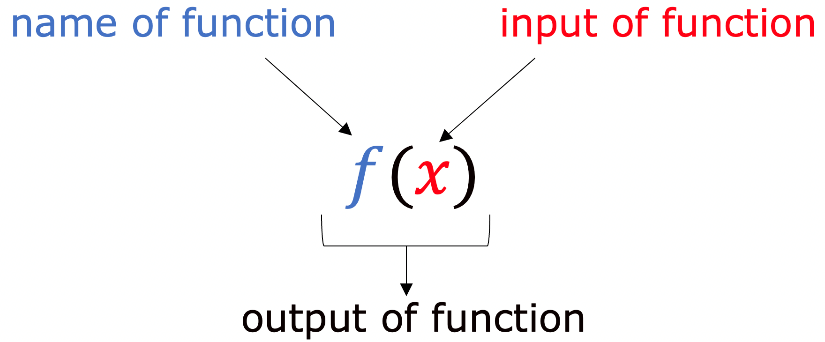 name of function
input of function
f(x)
output of function